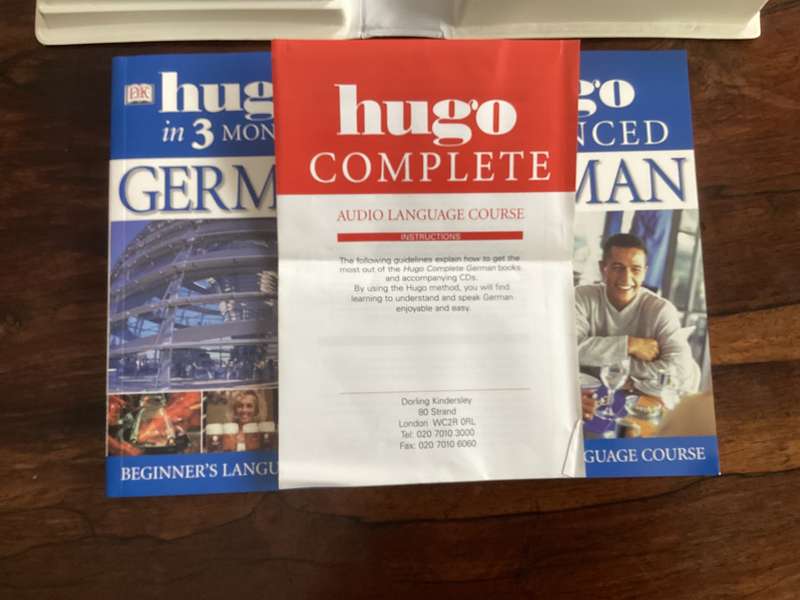 DK
hug
in 3 MON
GERM
BEGINNER'S LANGU
hugo
COMPLETE
AUDIO LANGUAGE COURSE
INSTRUCTIONS
The following guidelines explain how to get the
most out of the Hugo Complete German books
and accompanying CDs.
By using the Hugo method, you will find
learning to understand and speak German
enjoyable and easy.
Dorling Kindersley
80 Strand
London WC2R 0RL
Tel: 020 7010 3000
Fax: 020 7010 6060
go
NCED
MAN
GUAGE COURSE